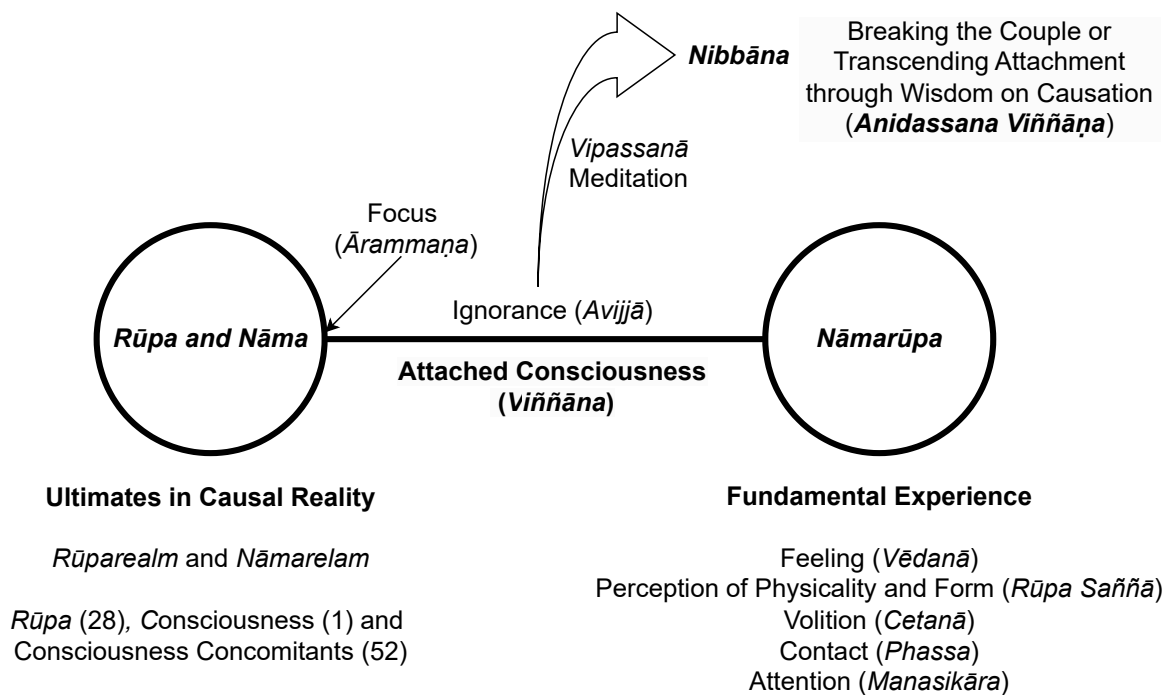 Nibbāna
Breaking the Couple or
Transcending Attachment
through Wisdom on Causation
(Anidassana Viññāṇa)
Vipassanā
Meditation
Focus
(Ārammaṇa)
Ignorance (Avijjā)
Rūpa and Nāma
Nāmarūpa
Attached Consciousness
(Viññāna)
Ultimates in Causal Reality
Rūparealm and Nāmarelam
Rūpa (28), Consciousness (1) and
Consciousness Concomitants (52)
Fundamental Experience
Feeling (Vēdanā)
Perception of Physicality and Form (Rūpa Saññā)
Volition (Cetanā)
Contact (Phassa)
Attention (Manasikāra)